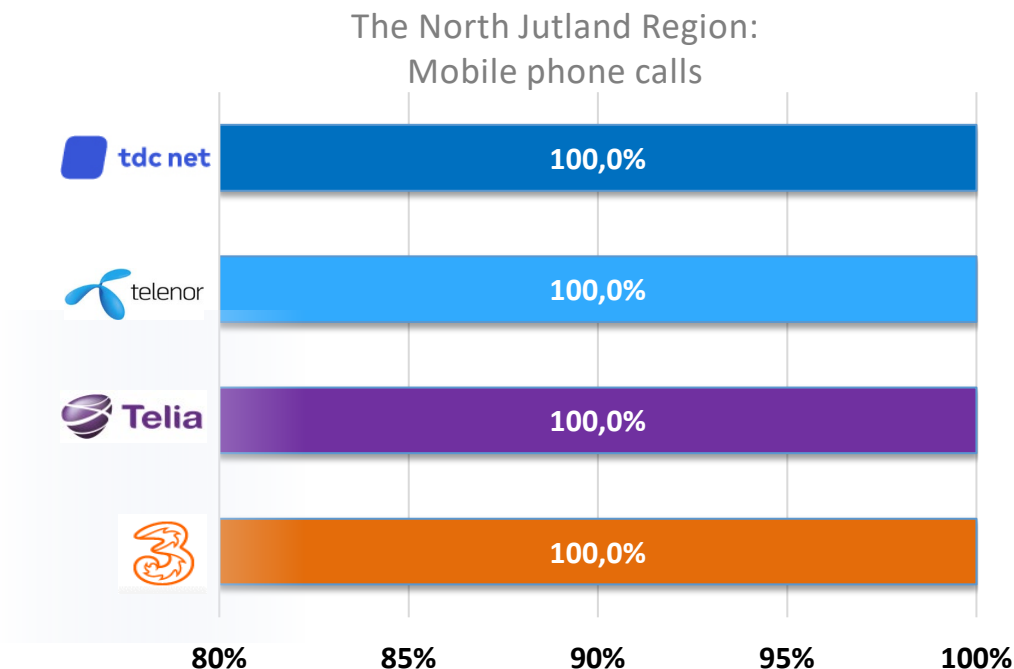 The North Jutland Region:
Mobile phone calls
tdc net
100,0%
telenor
100,0%
Telia
100,0%
3
100,0%
80% 85% 90% 95% 100%